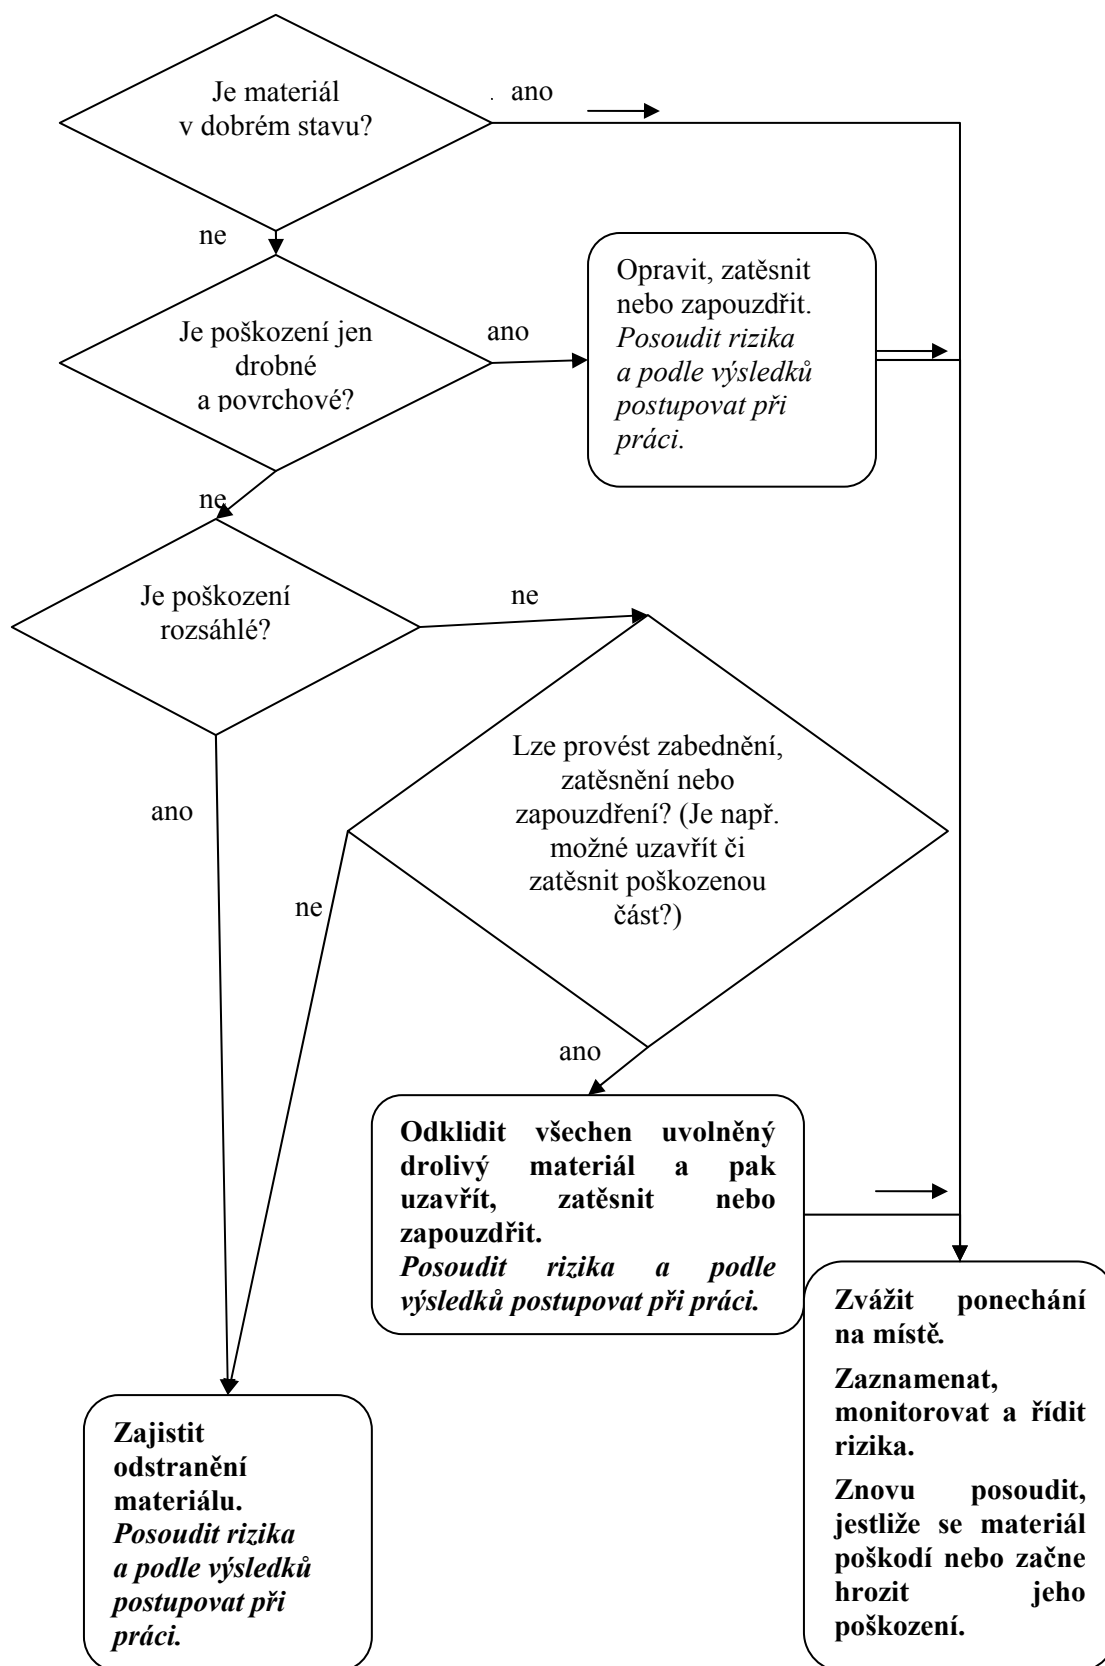 Je materiál
v dobrém stavu?
. ano
ne
Je poškození jen
drobné
a povrchové?
ano
Opravit, zatěsnit
nebo zapouzdřit.
Posoudit rizika
a podle výsledků
postupovat při
práci.
ne
Je poškození
rozsáhlé?
ne
ano
Lze provést zabednění,
zatěsnění nebo
zapouzdření? (Je např.
možné uzavřít či
zatěsnit poškozenou
část?)
ne
ano
Odklidit všechen uvolněný
drolivý materiál a pak
uzavřít, zatěsnit nebo
zapouzdřit.
Posoudit rizika a podle
výsledků postupovat při práci.
Zvážit ponechání
na místě.
Zaznamenat,
monitorovat a řídit
rizika.
Znovu posoudit,
jestliže se materiál
poškodí nebo začne
hrozit jeho
poškození.
Zajistit
odstranění
materiálu.
Posoudit rizika
a podle výsledků
postupovat při
práci.